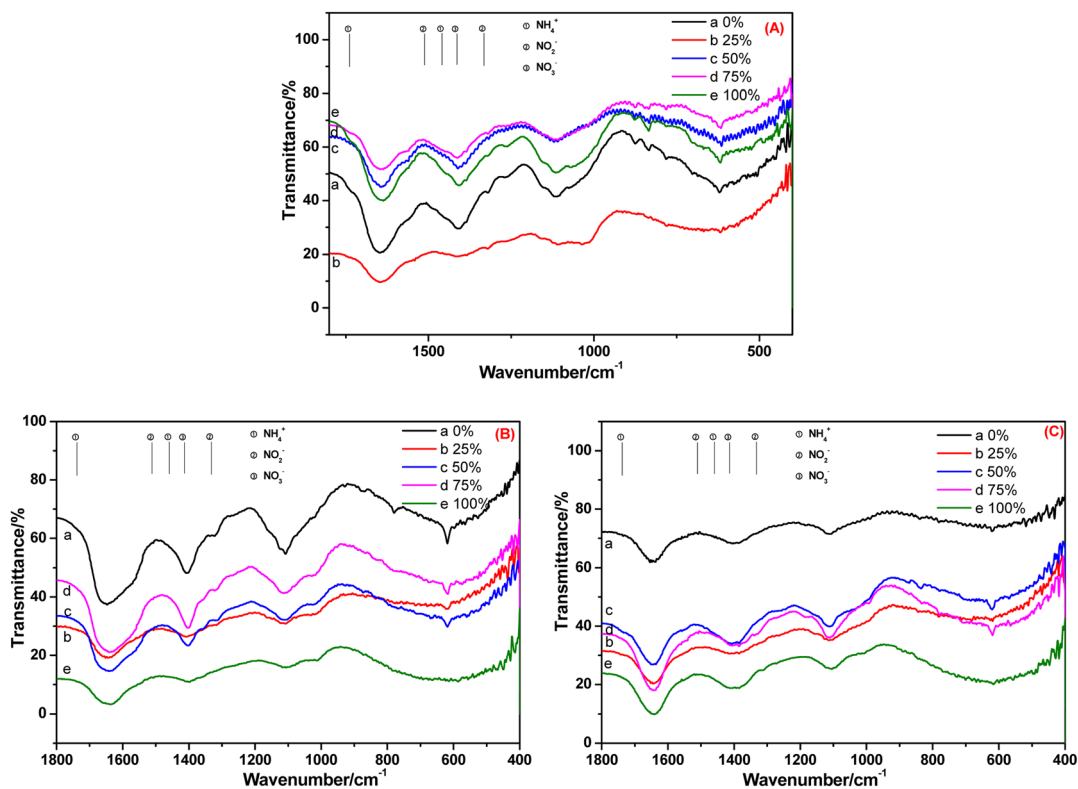 (A)
① ② ① ③ ②
① NH₄⁺
② NO₂⁻
③ NO₃⁻
a 0%
b 25%
c 50%
d 75%
e 100%
100
80
60
40
20
0
e
d
c
a
b
Transmittance/%
1500 1000 500
Wavenumber/cm⁻¹
(B)
① ② ① ③ ②
① NH₄⁺
② NO₂⁻
③ NO₃⁻
a 0%
b 25%
c 50%
d 75%
e 100%
100
80
60
40
20
0
a
d
c
b
e
Transmittance/%
1800 1600 1400 1200 1000 800 600 400
Wavenumber/cm⁻¹
(C)
① ② ① ③ ②
① NH₄⁺
② NO₂⁻
③ NO₃⁻
a 0%
b 25%
c 50%
d 75%
e 100%
100
80
60
40
20
0
a
c
d
b
e
Transmittance/%
1800 1600 1400 1200 1000 800 600 400
Wavenumber/cm⁻¹